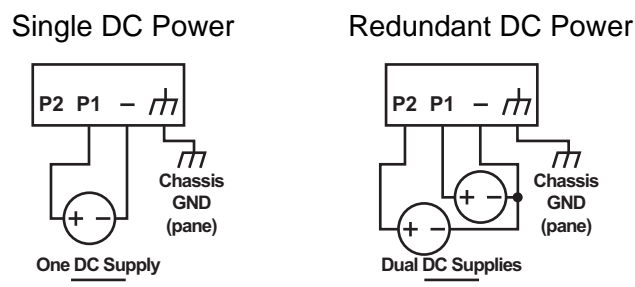 Single DC Power
Redundant DC Power
P2 P1 –
Chassis
GND
(pane)
+ –
One DC Supply
P2 P1 –
Chassis
GND
(pane)
+ –
+ –
Dual DC Supplies